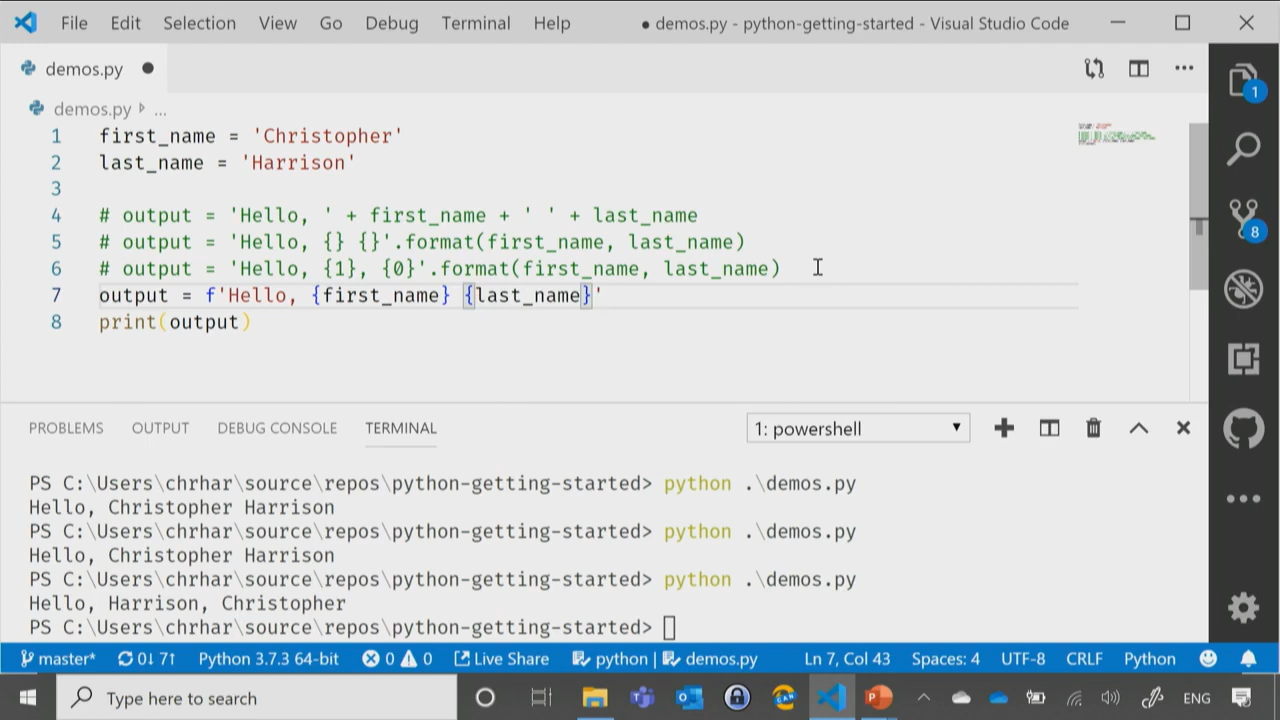 File Edit Selection View Go Debug Terminal Help ● demos.py - python-getting-started - Visual Studio Code
demos.py ●
demos.py ...
1 first_name = 'Christopher'
2 last_name = 'Harrison'
3
4 # output = 'Hello, ' + first_name + ' ' + last_name
5 # output = 'Hello, {} {}'.format(first_name, last_name)
6 # output = 'Hello, {1}, {0}'.format(first_name, last_name)
7 output = f'Hello, {first_name} {last_name}'
8 print(output)
1
8
PROBLEMS OUTPUT DEBUG CONSOLE TERMINAL 1: powershell
PS C:\Users\chrhar\source\repos\python-getting-started> python .\demos.py
Hello, Christopher Harrison
PS C:\Users\chrhar\source\repos\python-getting-started> python .\demos.py
Hello, Christopher Harrison
PS C:\Users\chrhar\source\repos\python-getting-started> python .\demos.py
Hello, Harrison, Christopher
PS C:\Users\chrhar\source\repos\python-getting-started>
master* 0↓ 7↑ Python 3.7.3 64-bit 0 0 Live Share python | demos.py Ln 7, Col 43 Spaces: 4 UTF-8 CRLF Python
Type here to search ENG